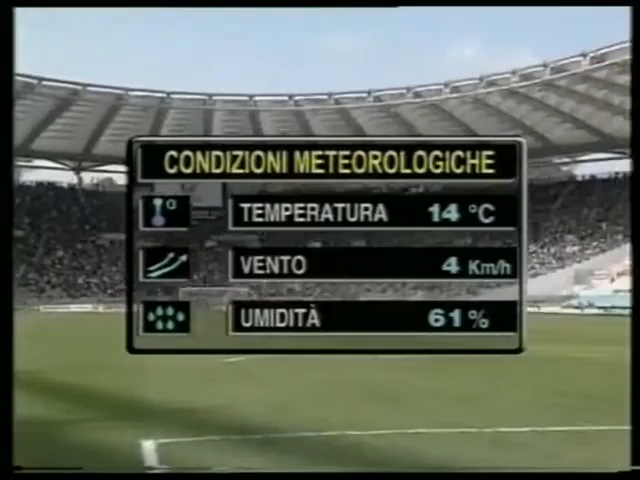 CONDIZIONI METEOROLOGICHE
TEMPERATURA 14 °C
VENTO 4 Km/h
UMIDITÀ 61%